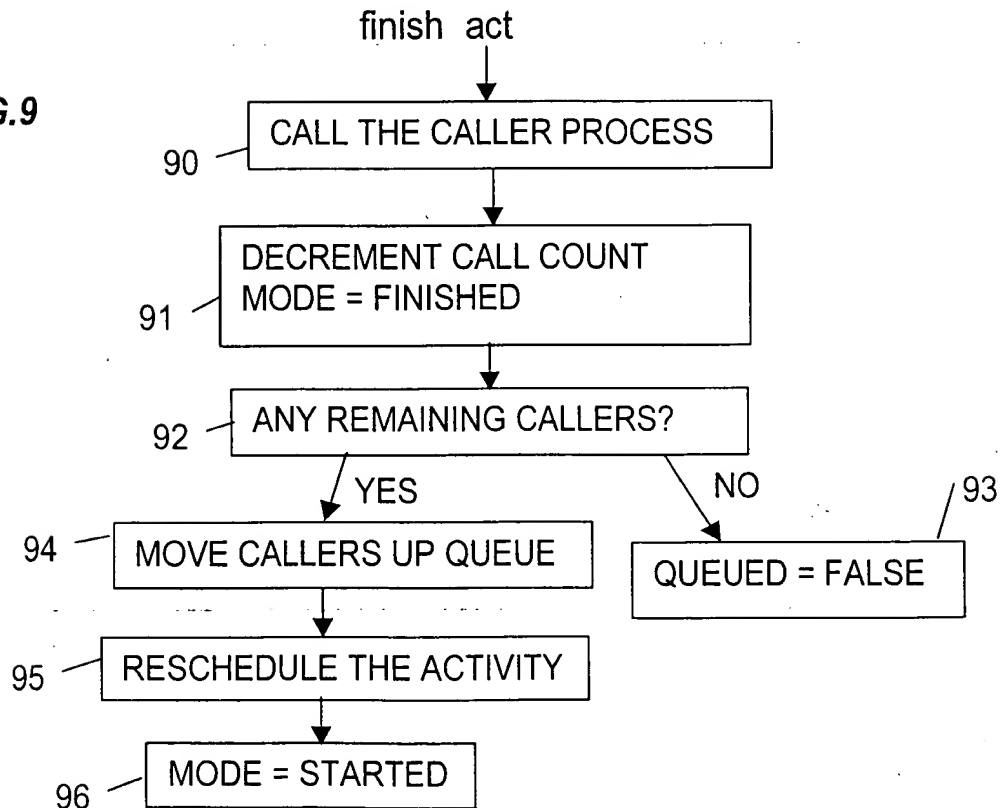 finish act
G.9
CALL THE CALLER PROCESS
90
DECREMENT CALL COUNT
MODE = FINISHED
91
ANY REMAINING CALLERS?
92
YES
NO
93
94
MOVE CALLERS UP QUEUE
QUEUED = FALSE
RESCHEDULE THE ACTIVITY
95
MODE = STARTED
96